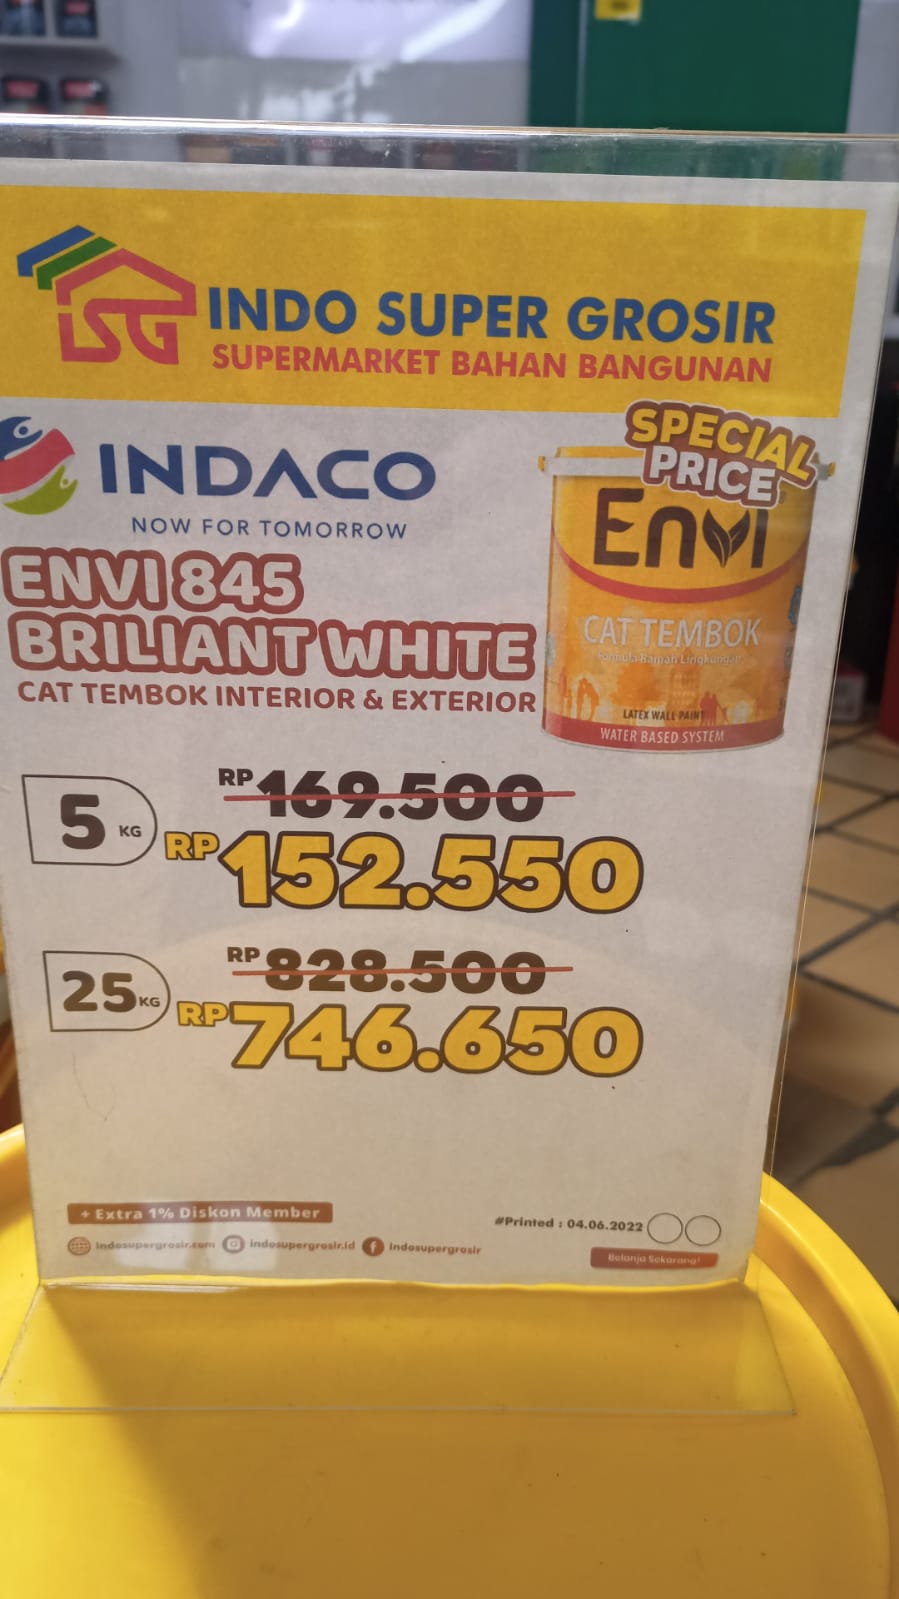 iSG INDO SUPER GROSIR
SUPERMARKET BAHAN BANGUNAN
INDACO
NOW FOR TOMORROW
SPECIAL
PRICE
Envi
CAT TEMBOK
Formula Ramah Lingkungan
LATEX WALL PAINT
WATER BASED SYSTEM
ENVI 845
BRILIANT WHITE
CAT TEMBOK INTERIOR & EXTERIOR
5 KG
RP 169.500
RP 152.550
25 KG
RP 828.500
RP 746.650
+ Extra 1% Diskon Member
#Printed : 04.06.2022
indosupergrosir.com indosupergrosir.id Indosupergrosir
Belanja Sekarang!